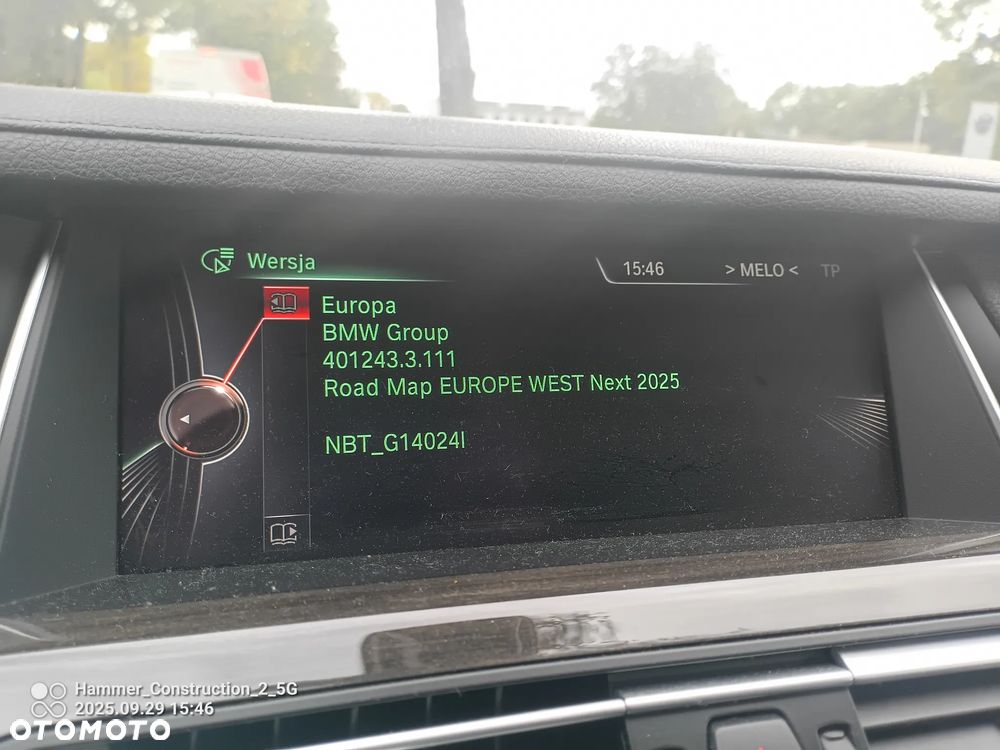 Wersja
15:46
> MELO <
TP
Europa
BMW Group
401243.3.111
Road Map EUROPE WEST Next 2025
NBT_G14024I
Hammer_Construction_2_5G
2025.09.29 15:46
OTOMOTO